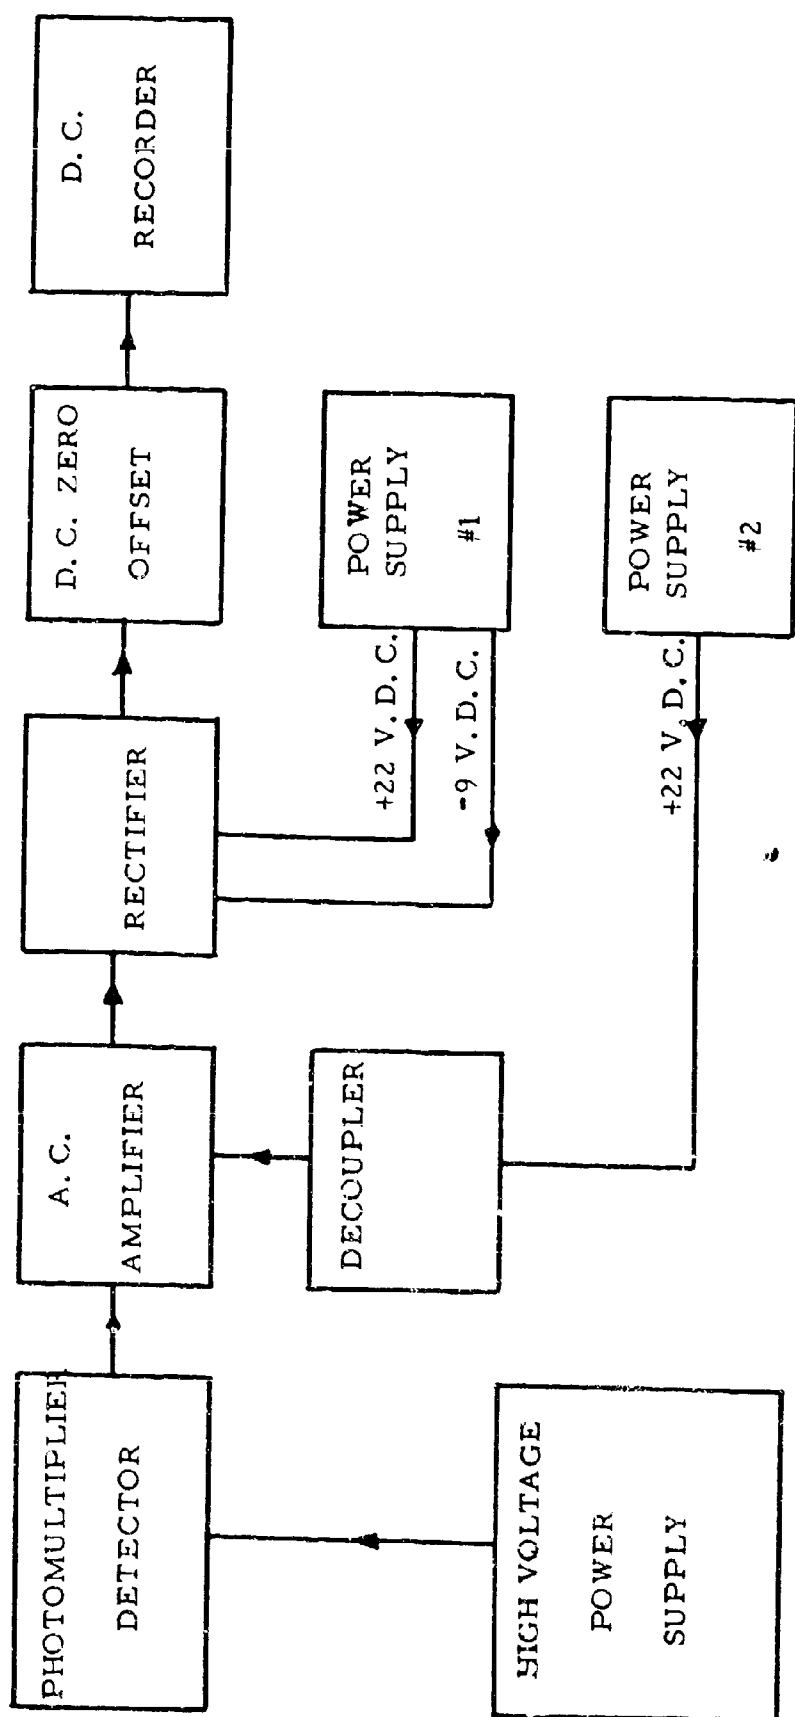 PHOTOMULTIPLIER
DETECTOR
A. C.
AMPLIFIER
RECTIFIER
D. C. ZERO
OFFSET
D. C.
RECORDER
HIGH VOLTAGE
POWER
SUPPLY
DECOUPLER
+22 V. D. C.
-9 V. D. C.
POWER
SUPPLY
#1
+22 V. D. C.
POWER
SUPPLY
#2